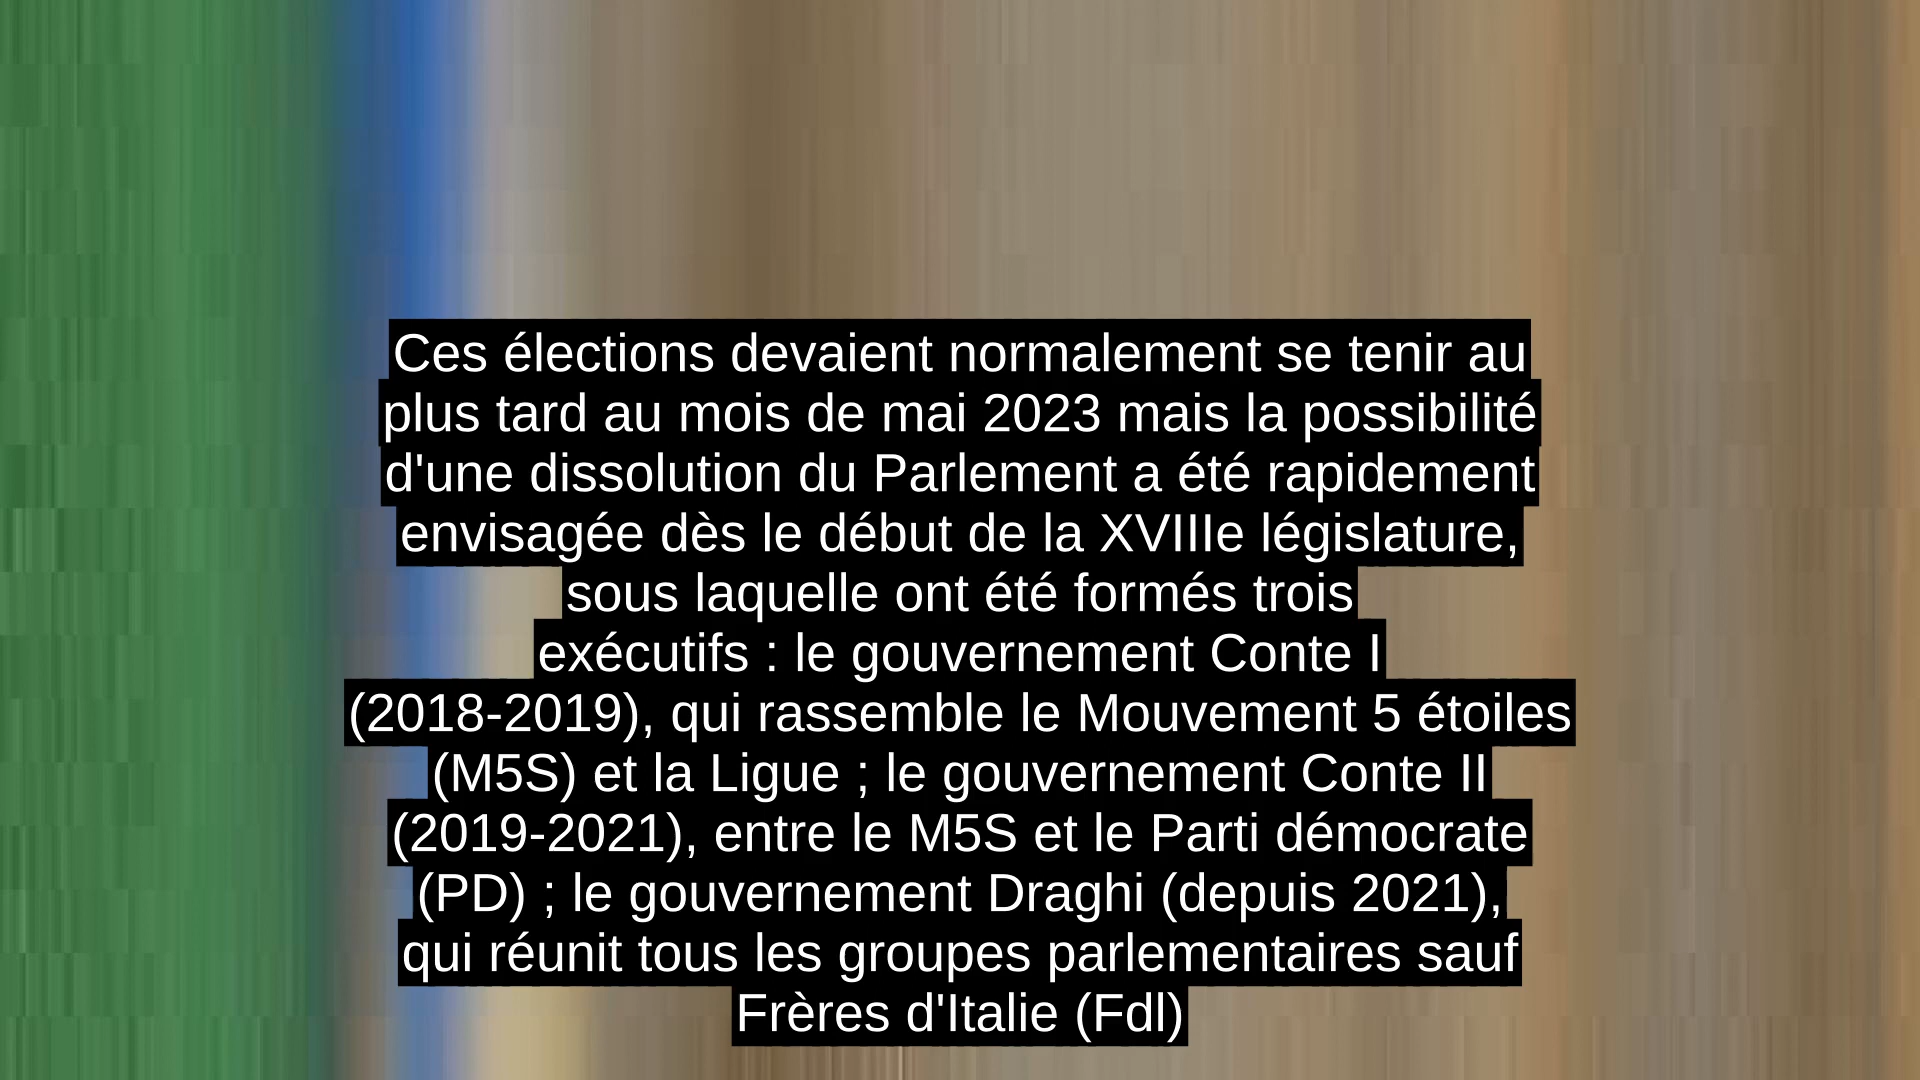 Ces élections devaient normalement se tenir au
plus tard au mois de mai 2023 mais la possibilité
d'une dissolution du Parlement a été rapidement
envisagée dès le début de la XVIIIe législature,
sous laquelle ont été formés trois
exécutifs : le gouvernement Conte I
(2018-2019), qui rassemble le Mouvement 5 étoiles
(M5S) et la Ligue ; le gouvernement Conte II
(2019-2021), entre le M5S et le Parti démocrate
(PD) ; le gouvernement Draghi (depuis 2021),
qui réunit tous les groupes parlementaires sauf
Frères d'Italie (FdI)